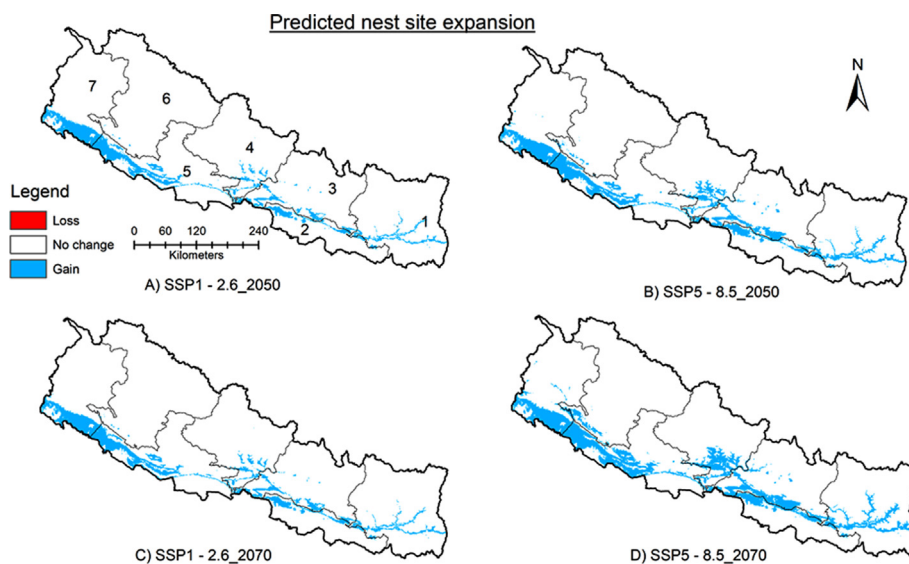 Predicted nest site expansion
N
7
6
4
5
3
2
1
Legend
Loss
No change
Gain
0 60 120 240
Kilometers
A) SSP1 - 2.6_2050
B) SSP5 - 8.5_2050
C) SSP1 - 2.6_2070
D) SSP5 - 8.5_2070